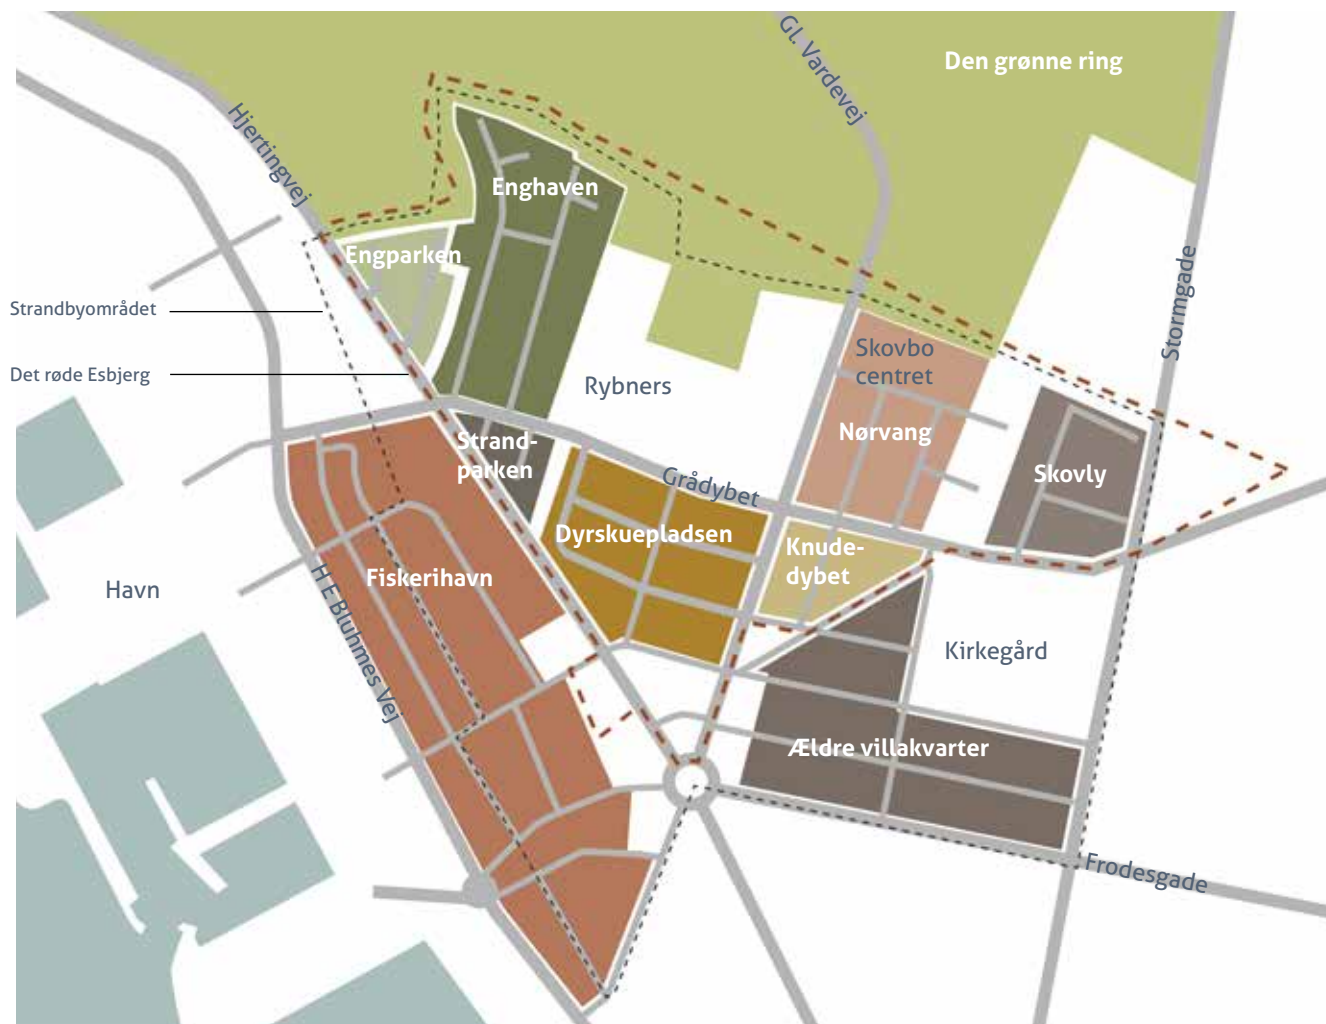 Gl. Vardevej
Den grønne ring
Hjertingvej
Enghaven
Engparken
Stormgade
Strandbyområdet
Det røde Esbjerg
Skovbo
centret
Rybners
Nørvang
Strand-
parken
Skovly
Grådybet
Dyrskuepladsen
Knude-
dybet
Havn
Fiskerihavn
H E Bluhmes Vej
Kirkegård
Ældre villakvarter
Frodesgade